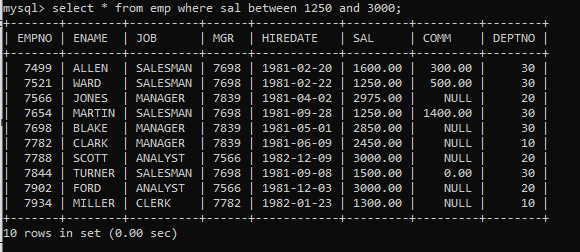 mysql> select * from emp where sal between 1250 and 3000;
+-------+--------+----------+------+------------+---------+---------+--------+
| EMPNO | ENAME | JOB | MGR | HIREDATE | SAL | COMM | DEPTNO |
+-------+--------+----------+------+------------+---------+---------+--------+
| 7499 | ALLEN | SALESMAN | 7698 | 1981-02-20 | 1600.00 | 300.00 | 30 |
| 7521 | WARD | SALESMAN | 7698 | 1981-02-22 | 1250.00 | 500.00 | 30 |
| 7566 | JONES | MANAGER | 7839 | 1981-04-02 | 2975.00 | NULL | 20 |
| 7654 | MARTIN | SALESMAN | 7698 | 1981-09-28 | 1250.00 | 1400.00 | 30 |
| 7698 | BLAKE | MANAGER | 7839 | 1981-05-01 | 2850.00 | NULL | 30 |
| 7782 | CLARK | MANAGER | 7839 | 1981-06-09 | 2450.00 | NULL | 10 |
| 7788 | SCOTT | ANALYST | 7566 | 1982-12-09 | 3000.00 | NULL | 20 |
| 7844 | TURNER | SALESMAN | 7698 | 1981-09-08 | 1500.00 | 0.00 | 30 |
| 7902 | FORD | ANALYST | 7566 | 1981-12-03 | 3000.00 | NULL | 20 |
| 7934 | MILLER | CLERK | 7782 | 1982-01-23 | 1300.00 | NULL | 10 |
+-------+--------+----------+------+------------+---------+---------+--------+
10 rows in set (0.00 sec)